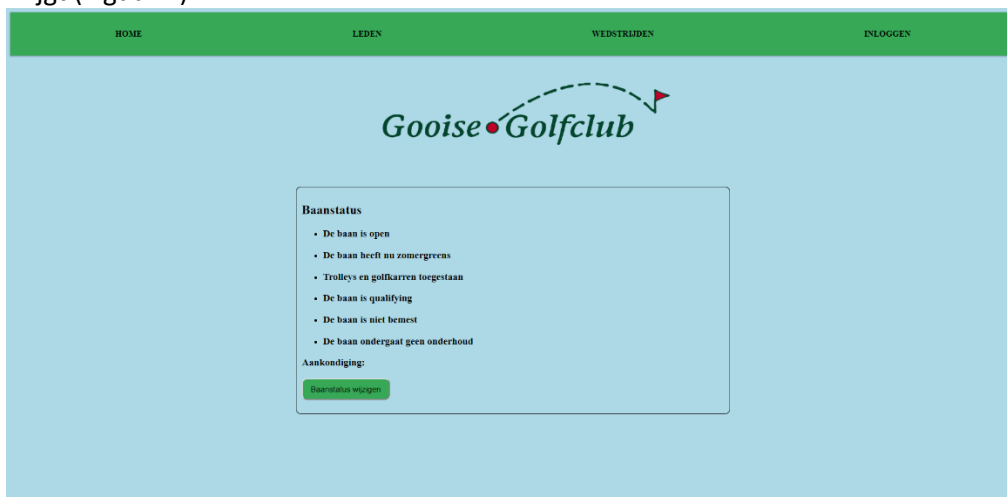 HOME LEDEN WEDSTRIJDEN INLOGGEN
Gooise Golfclub
Baanstatus
• De baan is open
• De baan heeft nu zomergreens
• Trolleys en golfkarren toegestaan
• De baan is qualifying
• De baan is niet bemest
• De baan ondergaat geen onderhoud
Aankondiging:
Baanstatus wijzigen